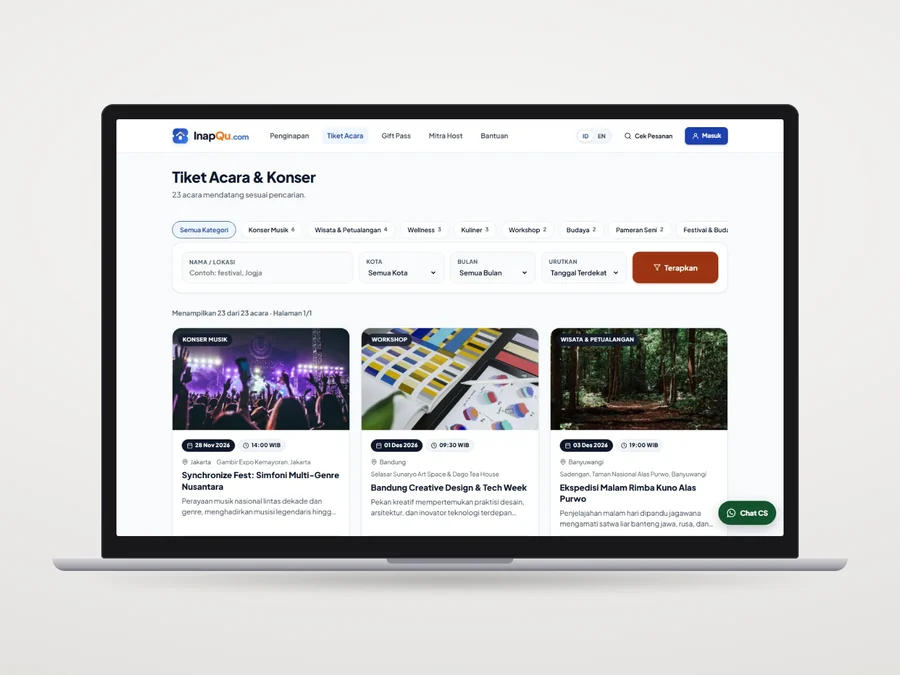 InapQu.com
Penginapan
Tiket Acara
Gift Pass
Mitra Host
Bantuan
ID EN
Cek Pesanan
Masuk
Tiket Acara & Konser
23 acara mendatang sesuai pencarian.
Semua Kategori
Konser Musik 6
Wisata & Petualangan 4
Wellness 3
Kuliner 3
Workshop 2
Budaya 2
Pameran Seni 2
Festival & Buda
NAMA / LOKASI
Contoh: festival, Jogja
KOTA
Semua Kota
BULAN
Semua Bulan
URUTKAN
Tanggal Terdekat
Terapkan
Menampilkan 23 dari 23 acara · Halaman 1/1
KONSER MUSIK
28 Nov 2026
14:00 WIB
Jakarta Gambir Expo Kemayoran, Jakarta
Synchronize Fest: Simfoni Multi-Genre
Nusantara
Perayaan musik nasional lintas dekade dan
genre, menghadirkan musisi legendaris hingg...
WORKSHOP
01 Des 2026
09:30 WIB
Bandung
Selasar Sunaryo Art Space & Dago Tea House
Bandung Creative Design & Tech Week
Pekan kreatif mempertemukan praktisi desain,
arsitektur, dan inovator teknologi terdepan...
WISATA & PETUALANGAN
03 Des 2026
19:00 WIB
Banyuwangi
Sadengan, Taman Nasional Alas Purwo, Banyuwangi
Ekspedisi Malam Rimba Kuno Alas
Purwo
Penjelajahan malam hari dipandu jagawana
mengamati satwa liar banteng jawa, rusa, dan...
Chat CS